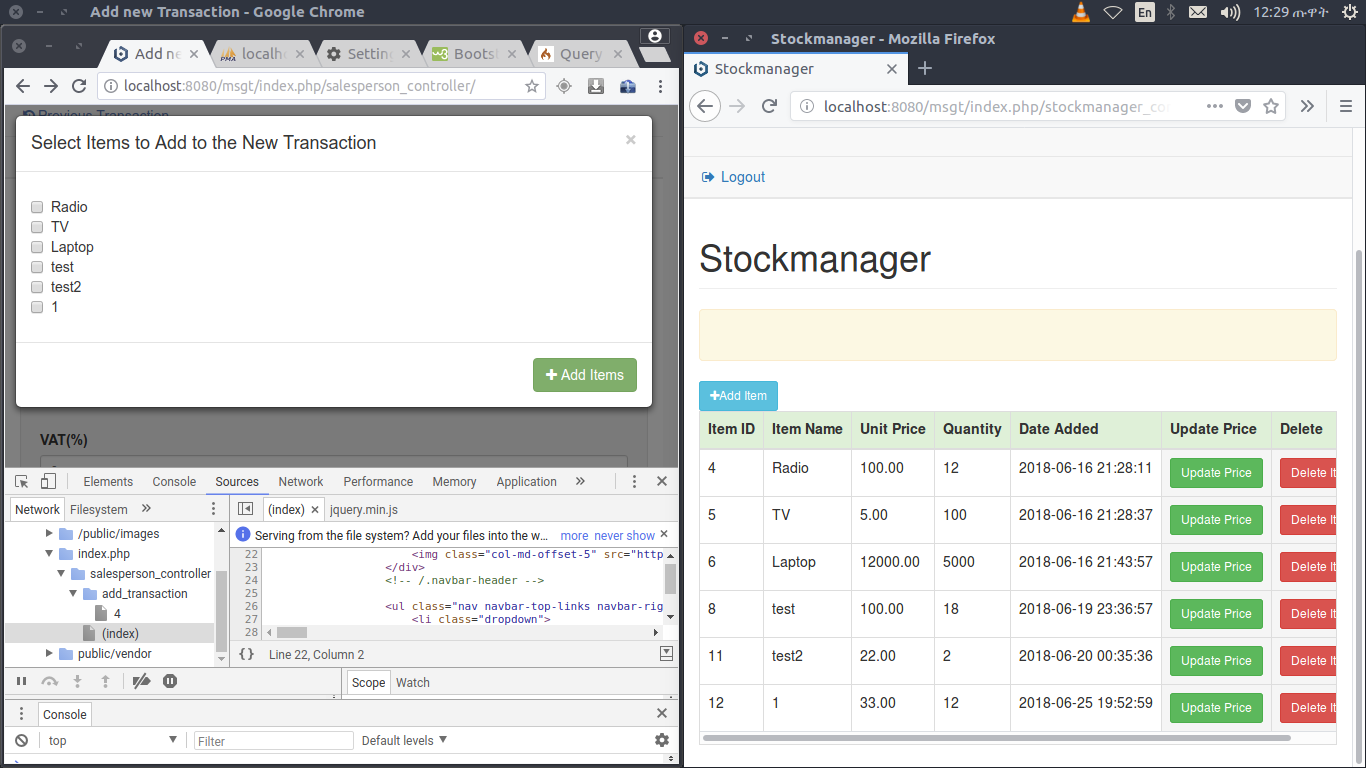 Add new Transaction - Google Chrome
En
12:29 ጡዋት
Add ne
localh
Settin
Boots
Query
localhost:8080/msgt/index.php/salesperson_controller/
Previous Transaction
Select Items to Add to the New Transaction
×
Radio
TV
Laptop
test
test2
1
Add Items
VAT(%)
Elements Console Sources Network Performance Memory Application »
Network Filesystem »
(index) × jquery.min.js
/public/images
index.php
salesperson_controller
add_transaction
4
(index)
public/vendor
Serving from the file system? Add your files into the w... more never show ×
22 <img class="col-md-offset-5" src="http
23 </div>
24 <!-- /.navbar-header -->
25
26 <ul class="nav navbar-top-links navbar-rig
27 <li class="dropdown">
28
{} Line 22, Column 2
Scope Watch
Console
top Filter Default levels
Stockmanager - Mozilla Firefox
Stockmanager
localhost:8080/msgt/index.php/stockmanager_co
Logout
Stockmanager
Add Item
Item ID Item Name Unit Price Quantity Date Added Update Price Delete
4 Radio 100.00 12 2018-06-16 21:28:11 Update Price Delete It
5 TV 5.00 100 2018-06-16 21:28:37 Update Price Delete It
6 Laptop 12000.00 5000 2018-06-16 21:43:57 Update Price Delete It
8 test 100.00 18 2018-06-19 23:36:57 Update Price Delete It
11 test2 22.00 2 2018-06-20 00:35:36 Update Price Delete It
12 1 33.00 12 2018-06-25 19:52:59 Update Price Delete It